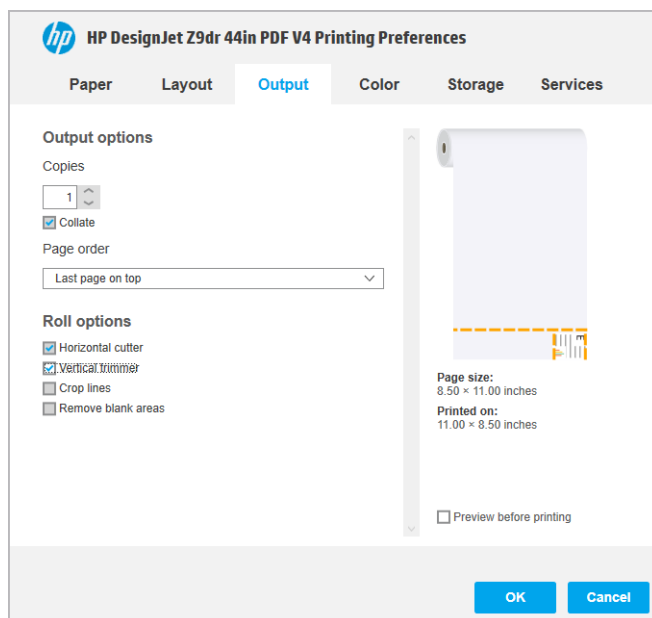 hp HP DesignJet Z9dr 44in PDF V4 Printing Preferences
Paper Layout Output Color Storage Services
Output options
Copies
1
Collate
Page order
Last page on top
Roll options
Horizontal cutter
Vertical trimmer
Crop lines
Remove blank areas
Page size:
8.50 × 11.00 inches
Printed on:
11.00 × 8.50 inches
Preview before printing
OK Cancel